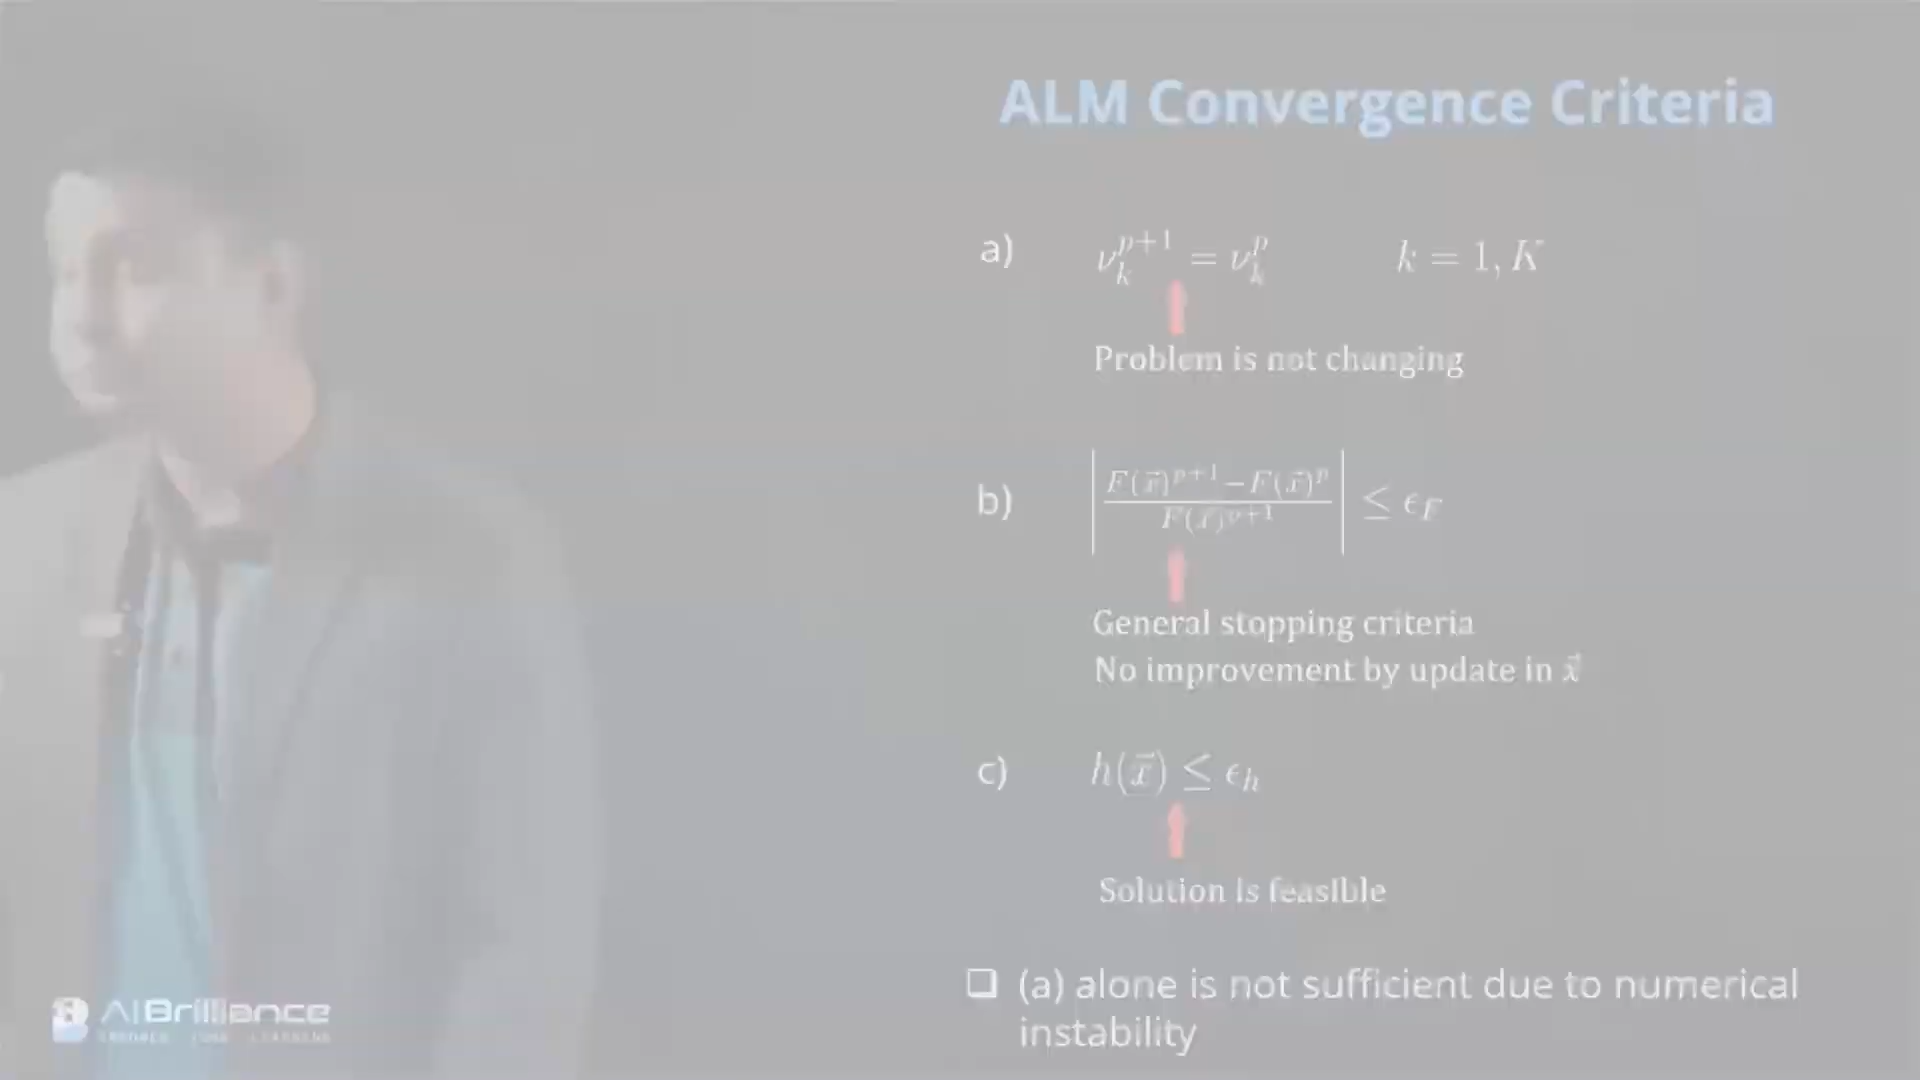 ALM Convergence Criteria
a) ν_k^{p+1} = ν_k^p k = 1, K
Problem is not changing
b) |(F(x⃗)^{p+1} − F(x⃗)^p) / F(x⃗)^{p+1}| ≤ ϵ_F
General stopping criteria
No improvement by update in x⃗
c) h(x⃗) ≤ ϵ_h
Solution is feasible
❑ (a) alone is not sufficient due to numerical
instability
AIBrilliance